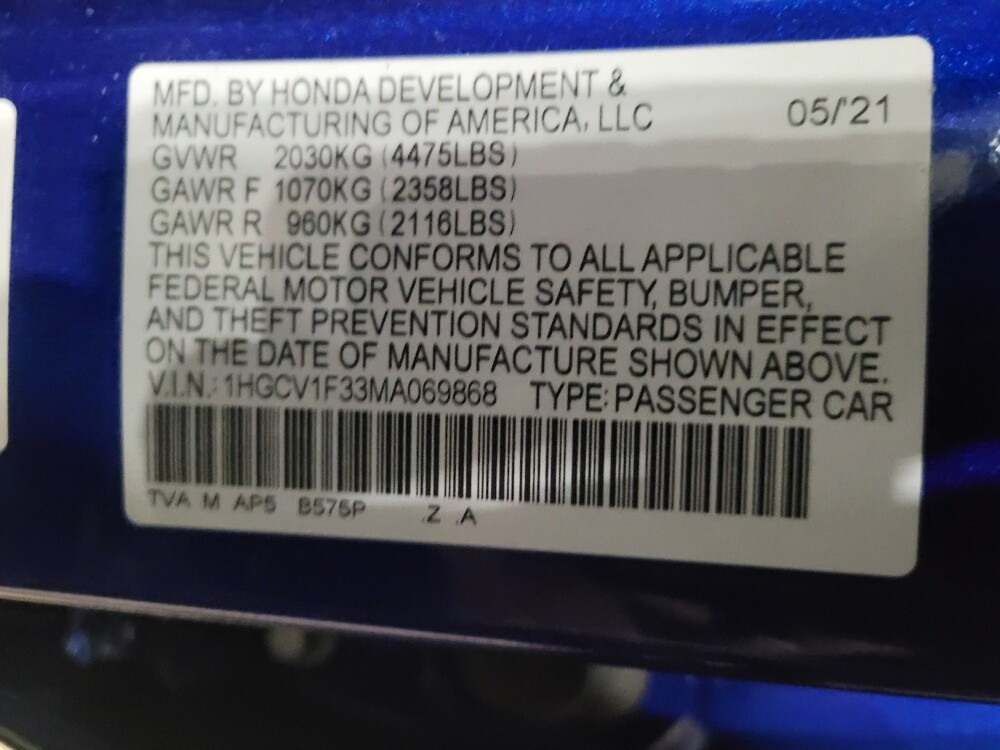 MFD. BY HONDA DEVELOPMENT &
MANUFACTURING OF AMERICA, LLC 05/'21
GVWR 2030KG (4475LBS)
GAWR F 1070KG (2358LBS)
GAWR R 960KG (2116LBS)
THIS VEHICLE CONFORMS TO ALL APPLICABLE
FEDERAL MOTOR VEHICLE SAFETY, BUMPER,
AND THEFT PREVENTION STANDARDS IN EFFECT
ON THE DATE OF MANUFACTURE SHOWN ABOVE.
V.I.N.: 1HGCV1F33MA069868 TYPE: PASSENGER CAR
TVA M AP5 B575P .Z .A